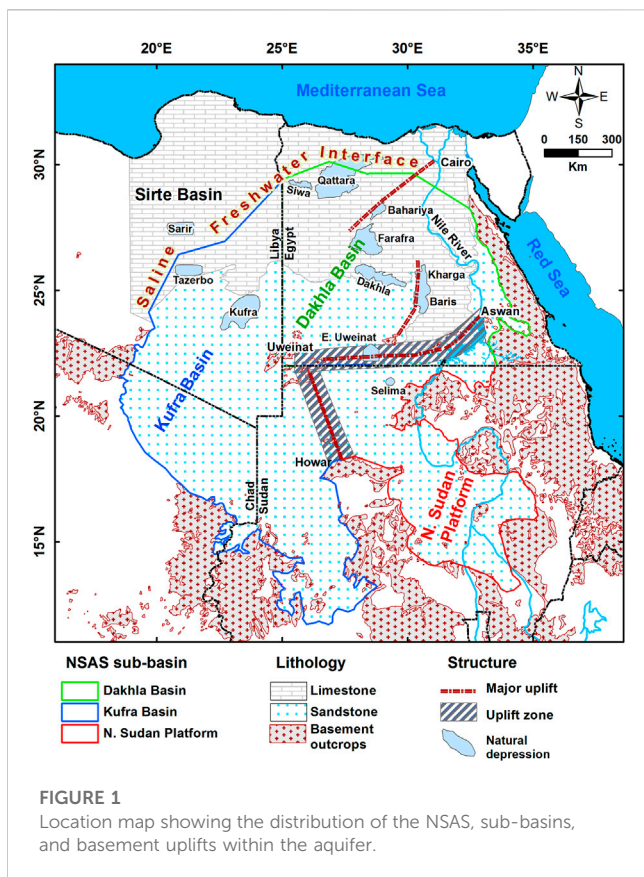 20°E 25°E 30°E 35°E
Mediterranean Sea
N
W E
S
0 150 300
Km
30°N
25°N
20°N
15°N
Saline Freshwater Interface
Cairo
Qattara
Siwa
Sirte Basin
Bahariya
Nile River
Red Sea
Sarir
Libya
Egypt
Dakhla Basin
Farafra
Tazerbo
Dakhla
Kharga
Kufra
Baris
Aswan
E. Uweinat
Uweinat
Kufra Basin
Selima
Howar
Chad
Sudan
N. Sudan
Platform
NSAS sub-basin
Dakhla Basin
Kufra Basin
N. Sudan Platform
Lithology
Limestone
Sandstone
Basement
outcrops
Structure
Major uplift
Uplift zone
Natural
depression
FIGURE 1
Location map showing the distribution of the NSAS, sub-basins,
and basement uplifts within the aquifer.